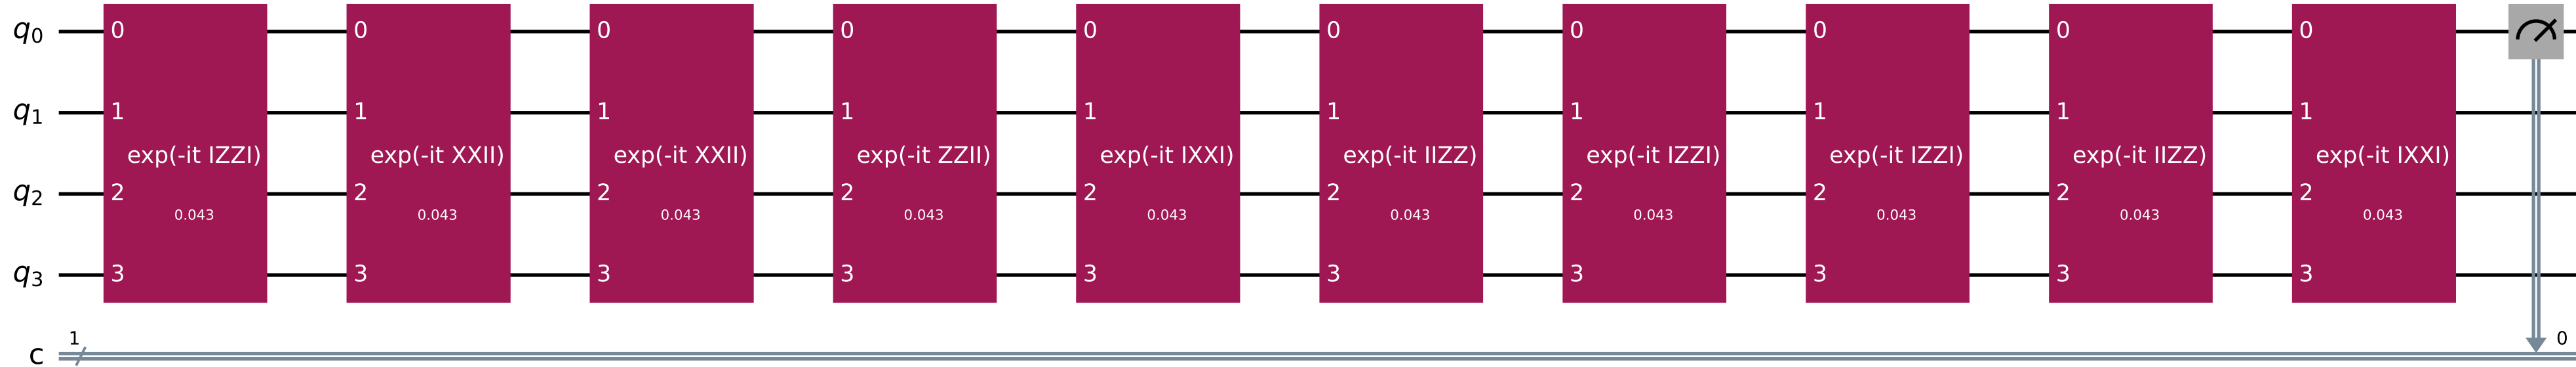 q0 0 0 0 0 0 0 0 0 0 0
q1 1 1 1 1 1 1 1 1 1 1
exp(-it IZZI) exp(-it XXII) exp(-it XXII) exp(-it ZZII) exp(-it IXXI) exp(-it IIZZ) exp(-it IZZI) exp(-it IZZI) exp(-it IIZZ) exp(-it IXXI)
q2 2 2 2 2 2 2 2 2 2 2
0.043 0.043 0.043 0.043 0.043 0.043 0.043 0.043 0.043 0.043
q3 3 3 3 3 3 3 3 3 3 3
1 0
c